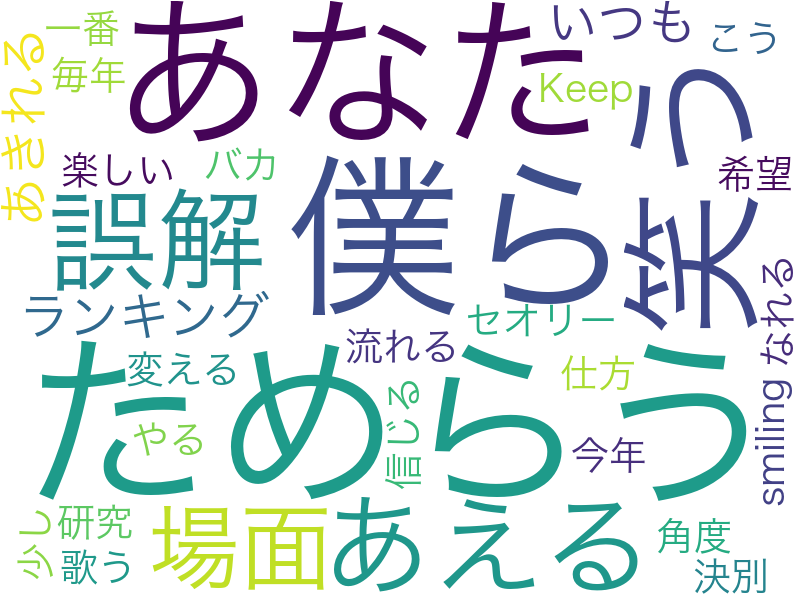 一番
あなた
いつも
こう
毎年
Keep
あきれる
笑う
楽しい
バカ
希望
誤解
僕ら
ランキング
セオリー
なれる
流れる
変える
ためらう
仕方
信じる
やる
今年
smiling
少し
研究
場面
あえる
角度
歌う
決別